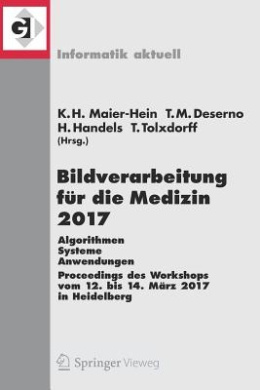 GI
Informatik aktuell
K.H. Maier-Hein T.M. Deserno
H. Handels T. Tolxdorff
(Hrsg.)
Bildverarbeitung
für die Medizin
2017
Algorithmen
Systeme
Anwendungen
Proceedings des Workshops
vom 12. bis 14. März 2017
in Heidelberg
Springer Vieweg